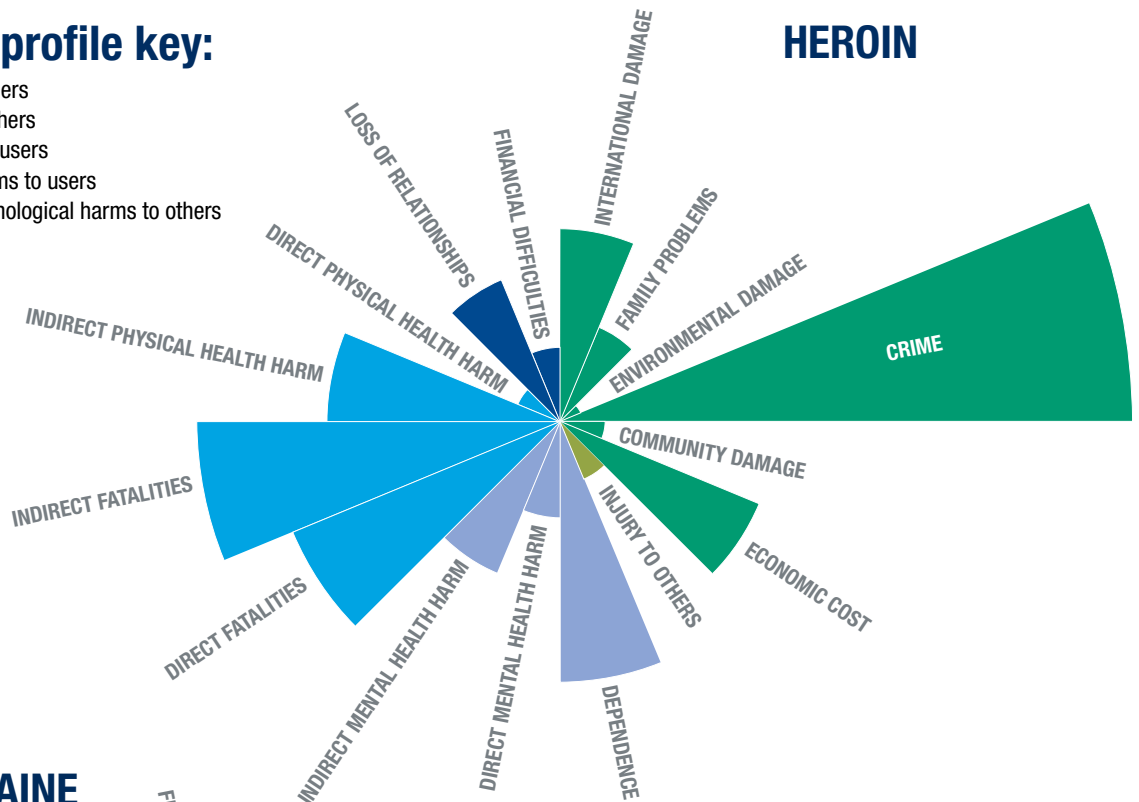 profile key:
HEROIN
ers
hers
users
ms to users
nological harms to others
INTERNATIONAL DAMAGE
FAMILY PROBLEMS
ENVIRONMENTAL DAMAGE
CRIME
COMMUNITY DAMAGE
ECONOMIC COST
INJURY TO OTHERS
DEPENDENCE
DIRECT MENTAL HEALTH HARM
INDIRECT MENTAL HEALTH HARM
DIRECT FATALITIES
INDIRECT FATALITIES
INDIRECT PHYSICAL HEALTH HARM
DIRECT PHYSICAL HEALTH HARM
LOSS OF RELATIONSHIPS
FINANCIAL DIFFICULTIES
AINE